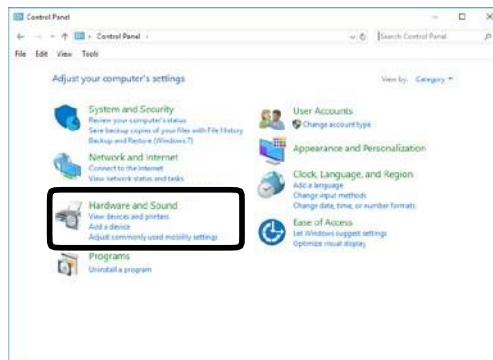 Control Panel
Control Panel
Search Control Panel
File Edit View Tools
Adjust your computer's settings
View by: Category
System and Security
Review your computer's status
Save backup copies of your files with File History
Backup and Restore (Windows 7)
Network and Internet
Connect to the Internet
View network status and tasks
Hardware and Sound
View devices and printers
Add a device
Adjust commonly used mobility settings
Programs
Uninstall a program
User Accounts
Change account type
Appearance and Personalization
Clock, Language, and Region
Add a language
Change input methods
Change date, time, or number formats
Ease of Access
Let Windows suggest settings
Optimize visual display